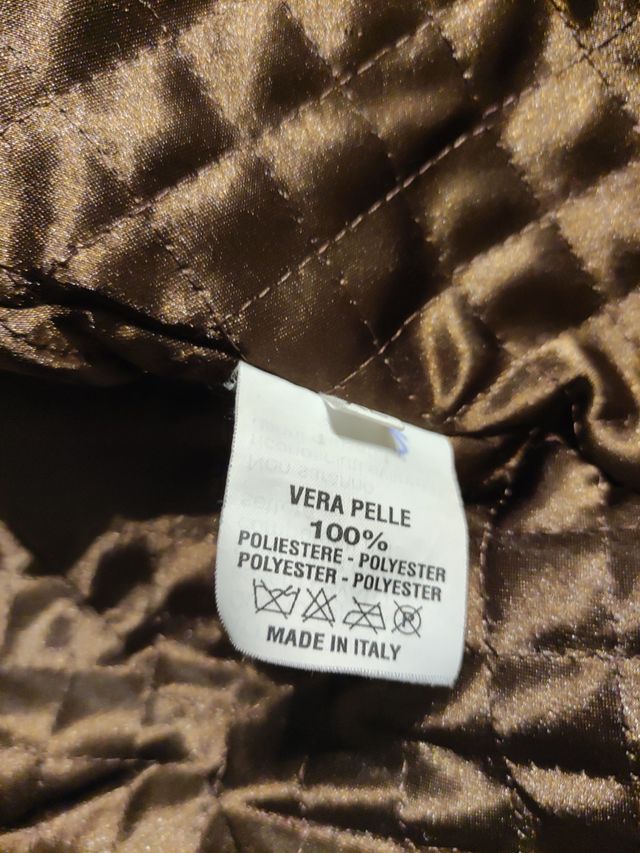 VERA PELLE
100%
POLIESTERE - POLYESTER
POLYESTER - POLYESTER
MADE IN ITALY